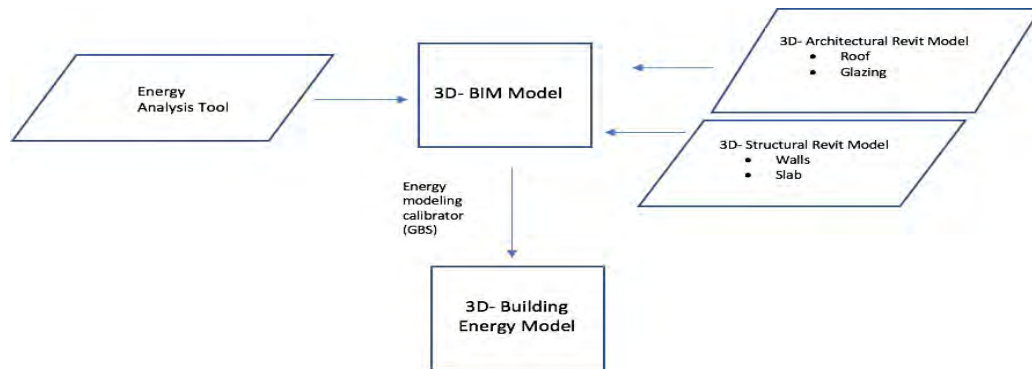 Energy
Analysis Tool
3D- BIM Model
3D- Architectural Revit Model
• Roof
• Glazing
3D- Structural Revit Model
• Walls
• Slab
Energy
modeling
calibrator
(GBS)
3D- Building
Energy Model